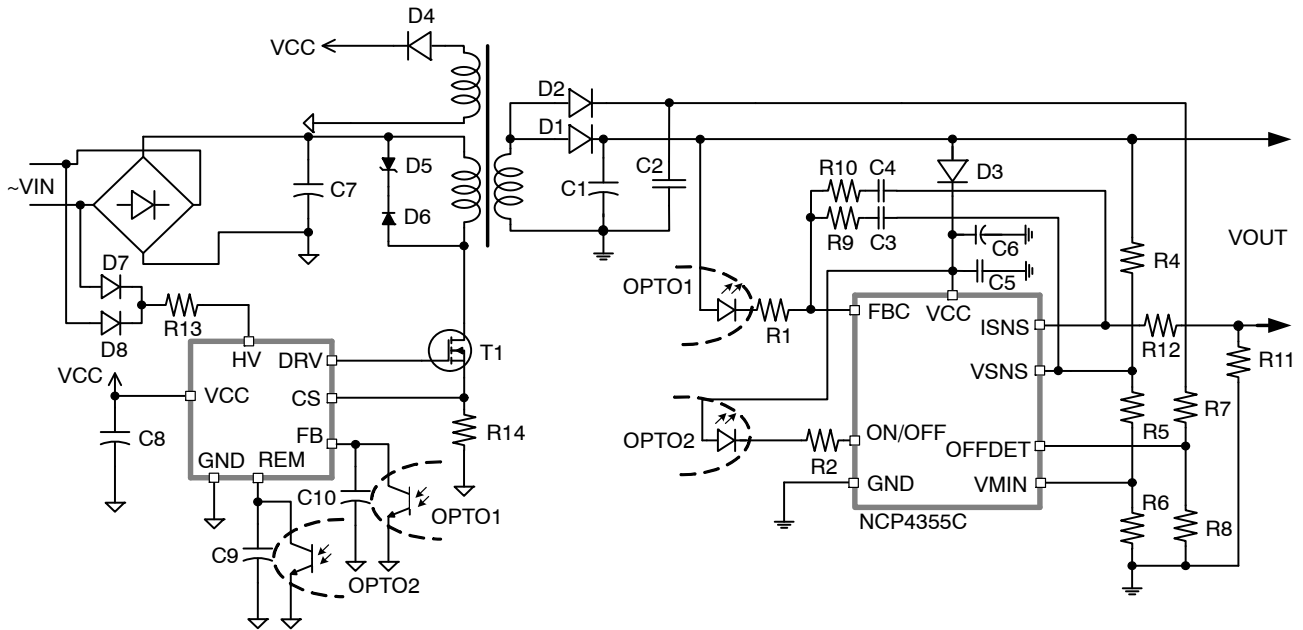 D4
VCC
D2
D1
D5
D6
C7
~VIN
C1
C2
R10
C4
R9
C3
D3
C6
C5
R4
VOUT
D7
D8
R13
OPTO1
R1
FBC
VCC
ISNS
R12
R11
VSNS
HV
DRV
T1
VCC
VCC
CS
C8
FB
R14
GND
REM
OPTO2
R2
ON/OFF
OFFDET
R5
R7
GND
VMIN
NCP4355C
R6
R8
C10
OPTO1
C9
OPTO2